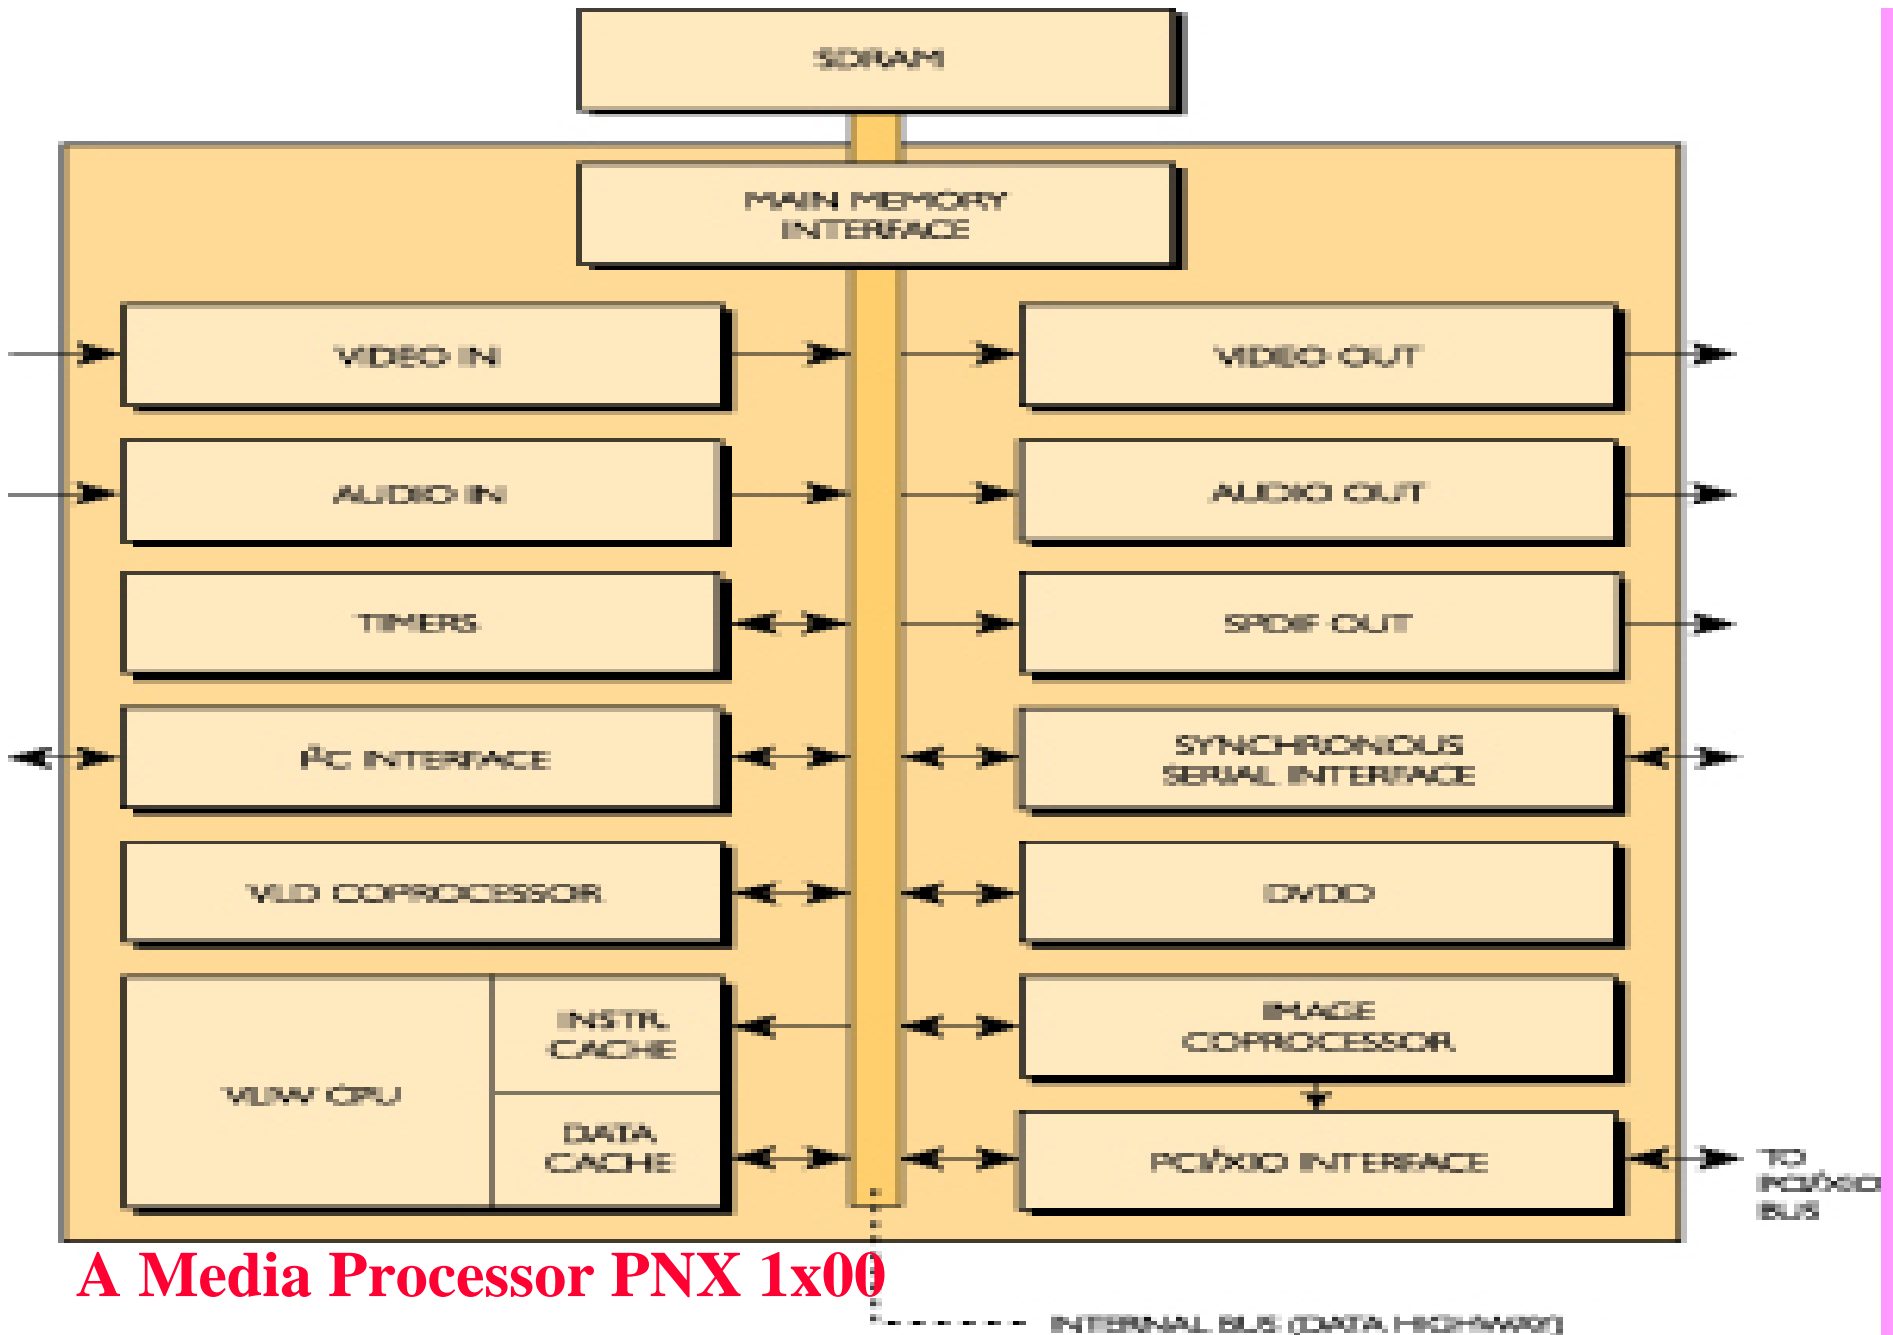 SDRAM
MAIN MEMORY
INTERFACE
VIDEO IN
VIDEO OUT
AUDIO IN
AUDIO OUT
TIMERS
SPDIF OUT
I²C INTERFACE
SYNCHRONOUS
SERIAL INTERFACE
VLD COPROCESSOR
DVDD
VLIW CPU
INSTR.
CACHE
DATA
CACHE
IMAGE
COPROCESSOR
PCI/XIO INTERFACE
TO
PCI/XIO
BUS
A Media Processor PNX 1x00
INTERNAL BUS (DATA HIGHWAY)